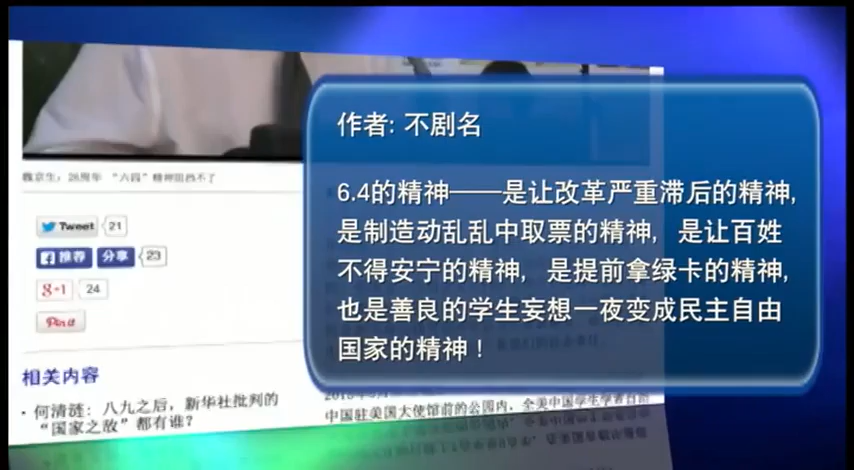 作者: 不剧名
6.4的精神——是让改革严重滞后的精神,
是制造动乱乱中取票的精神, 是让百姓
不得安宁的精神, 是提前拿绿卡的精神,
也是善良的学生妄想一夜变成民主自由
国家的精神！
魏京生：26周年 “六四”精神阻挡不了
Tweet 21
推荐 分享 23
g+1 24
Pin it
相关内容
· 何清涟：八九之后，新华社批判的
“国家之敌”都有谁？
中国驻美国大使馆前的公园内，全美中国学生学者自治